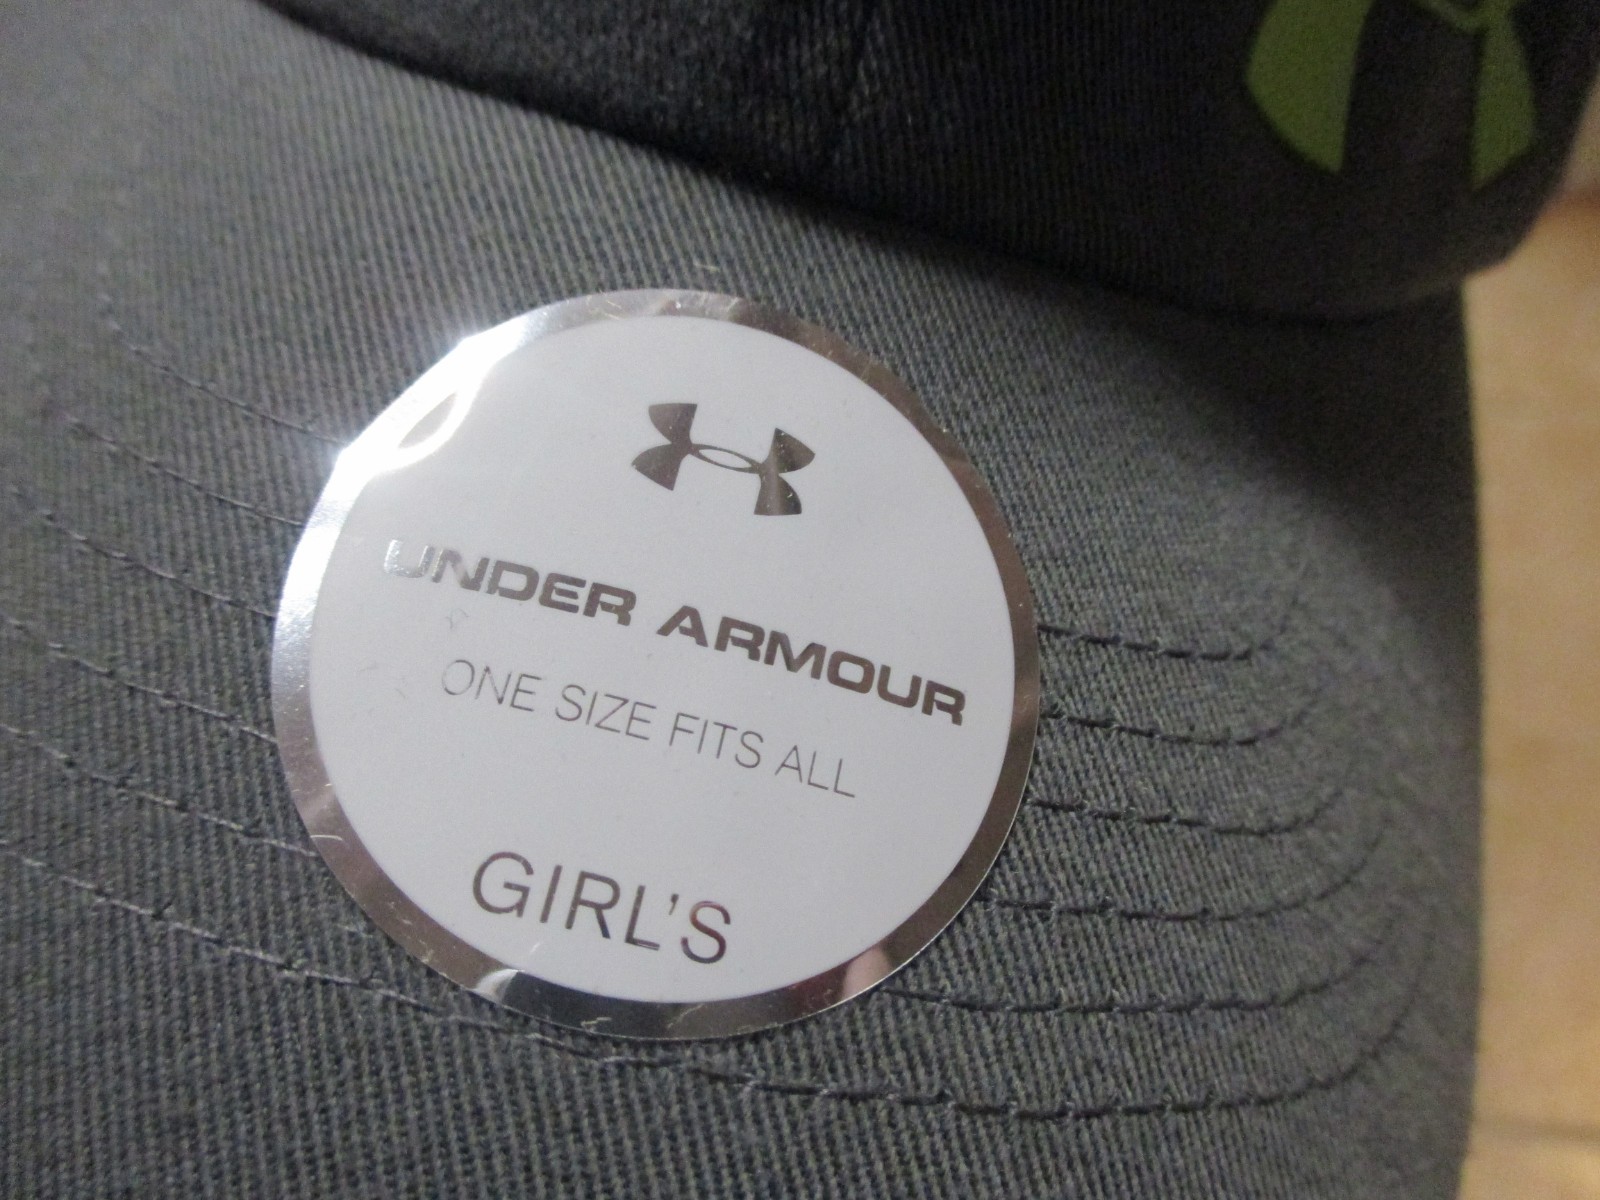 UNDER ARMOUR
ONE SIZE FITS ALL
GIRL'S